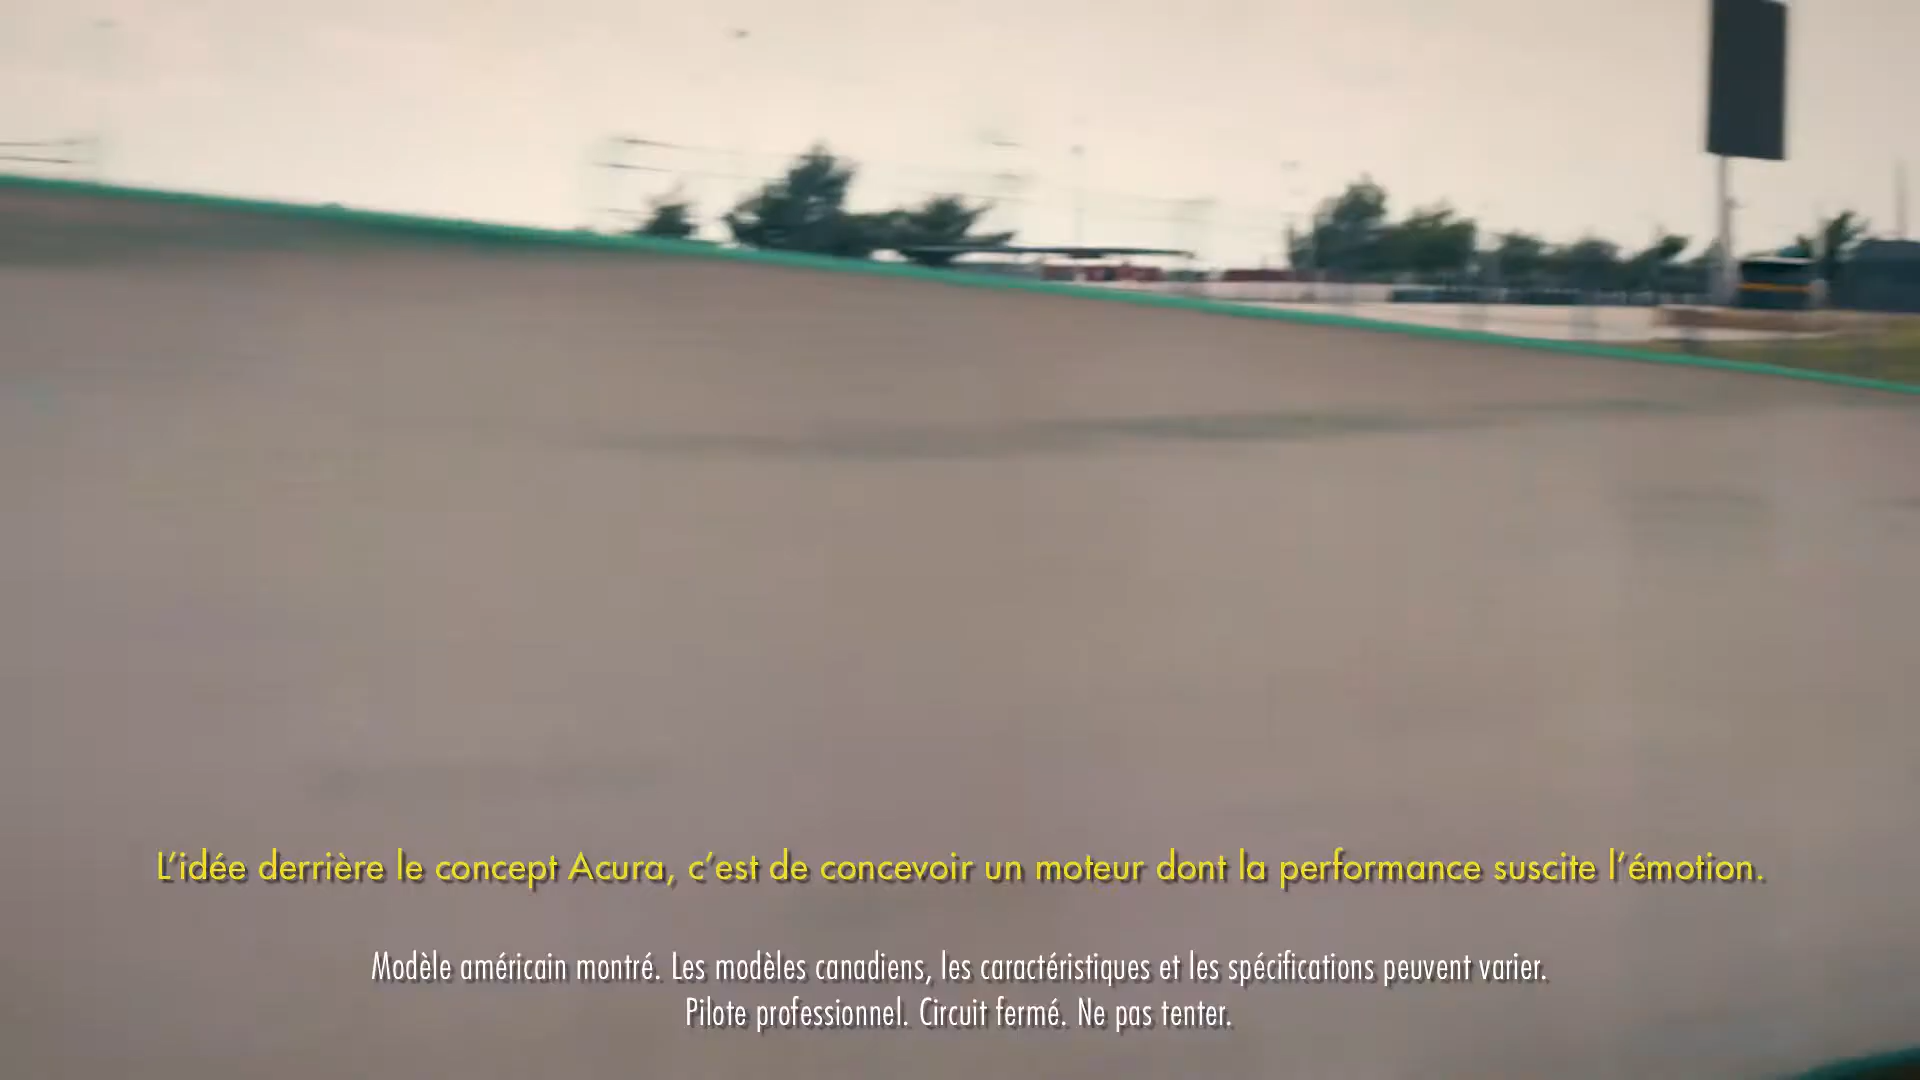 L’idée derrière le concept Acura, c’est de concevoir un moteur dont la performance suscite l’émotion.
Modèle américain montré. Les modèles canadiens, les caractéristiques et les spécifications peuvent varier.
Pilote professionnel. Circuit fermé. Ne pas tenter.